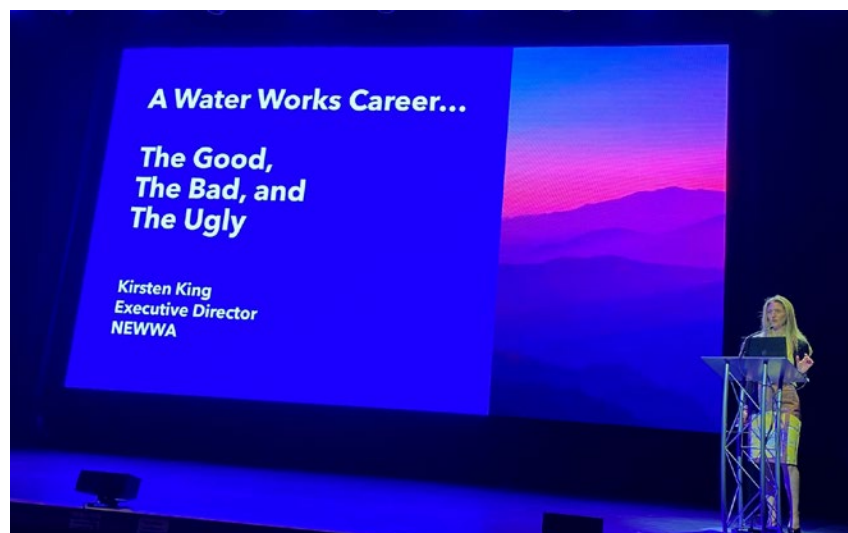 A Water Works Career...
The Good,
The Bad, and
The Ugly
Kirsten King
Executive Director
NEWWA